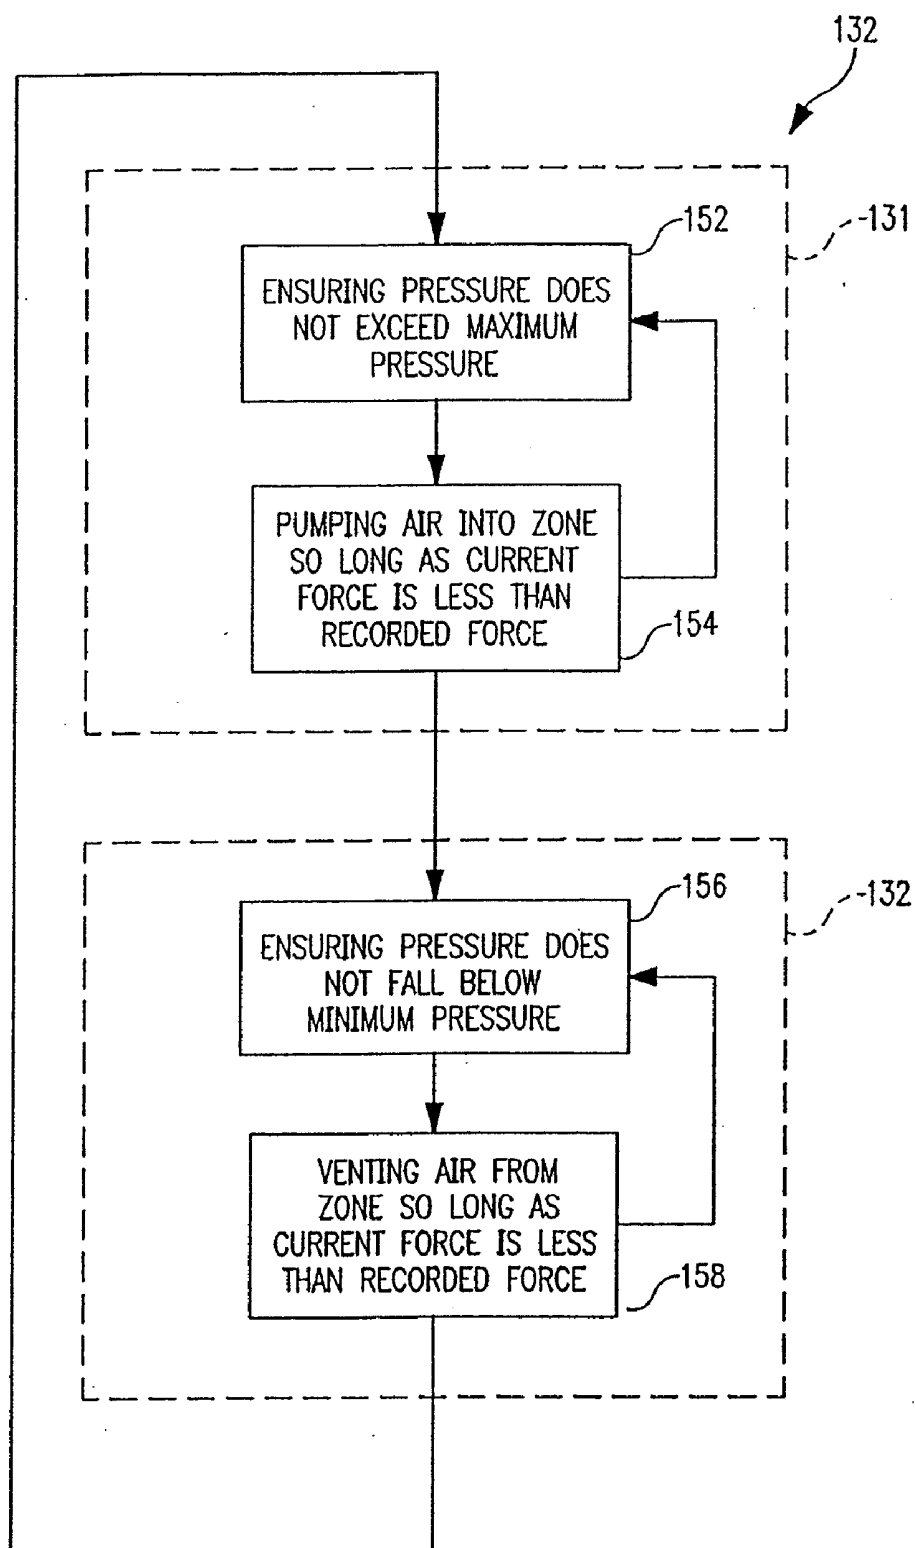 132
131
152
ENSURING PRESSURE DOES
NOT EXCEED MAXIMUM
PRESSURE
PUMPING AIR INTO ZONE
SO LONG AS CURRENT
FORCE IS LESS THAN
RECORDED FORCE
154
132
156
ENSURING PRESSURE DOES
NOT FALL BELOW
MINIMUM PRESSURE
VENTING AIR FROM
ZONE SO LONG AS
CURRENT FORCE IS LESS
THAN RECORDED FORCE
158